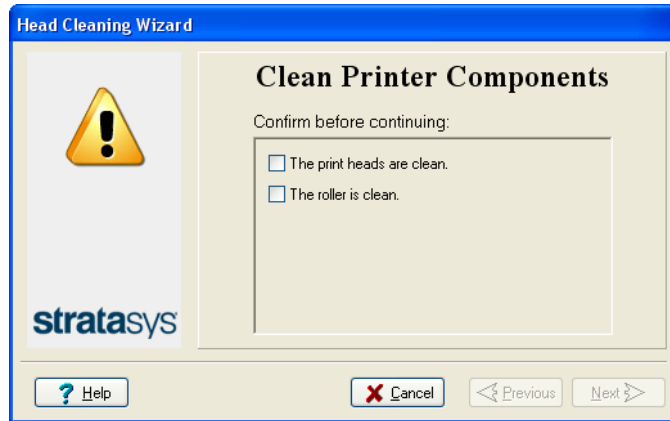 Head Cleaning Wizard
Clean Printer Components
Confirm before continuing:
The print heads are clean.
The roller is clean.
stratasys
? Help
Cancel
Previous
Next